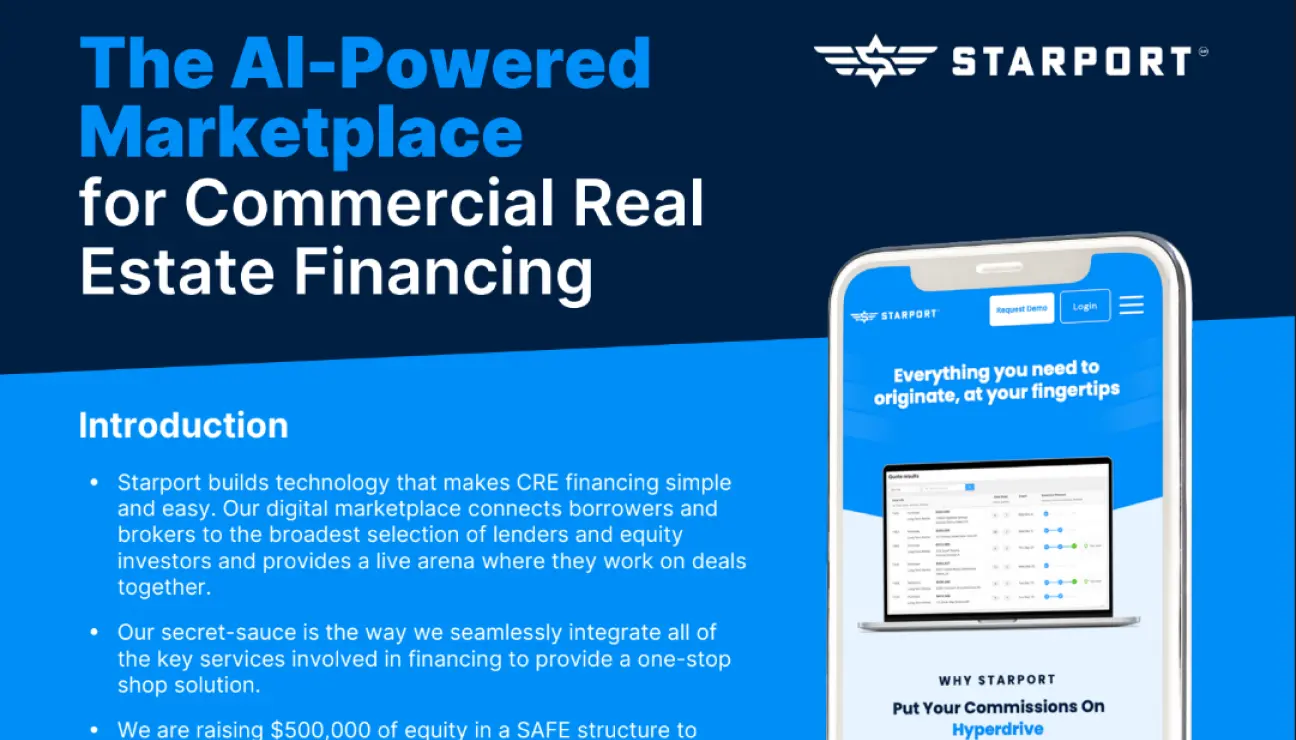 The AI-Powered
Marketplace
for Commercial Real
Estate Financing
STARPORT
Introduction
• Starport builds technology that makes CRE financing simple
and easy. Our digital marketplace connects borrowers and
brokers to the broadest selection of lenders and equity
investors and provides a live arena where they work on deals
together.
• Our secret-sauce is the way we seamlessly integrate all of
the key services involved in financing to provide a one-stop
shop solution.
• We are raising $500,000 of equity in a SAFE structure to
STARPORT
Request Demo
Login
Everything you need to
originate, at your fingertips
Quote results
WHY STARPORT
Put Your Commissions On
Hyperdrive